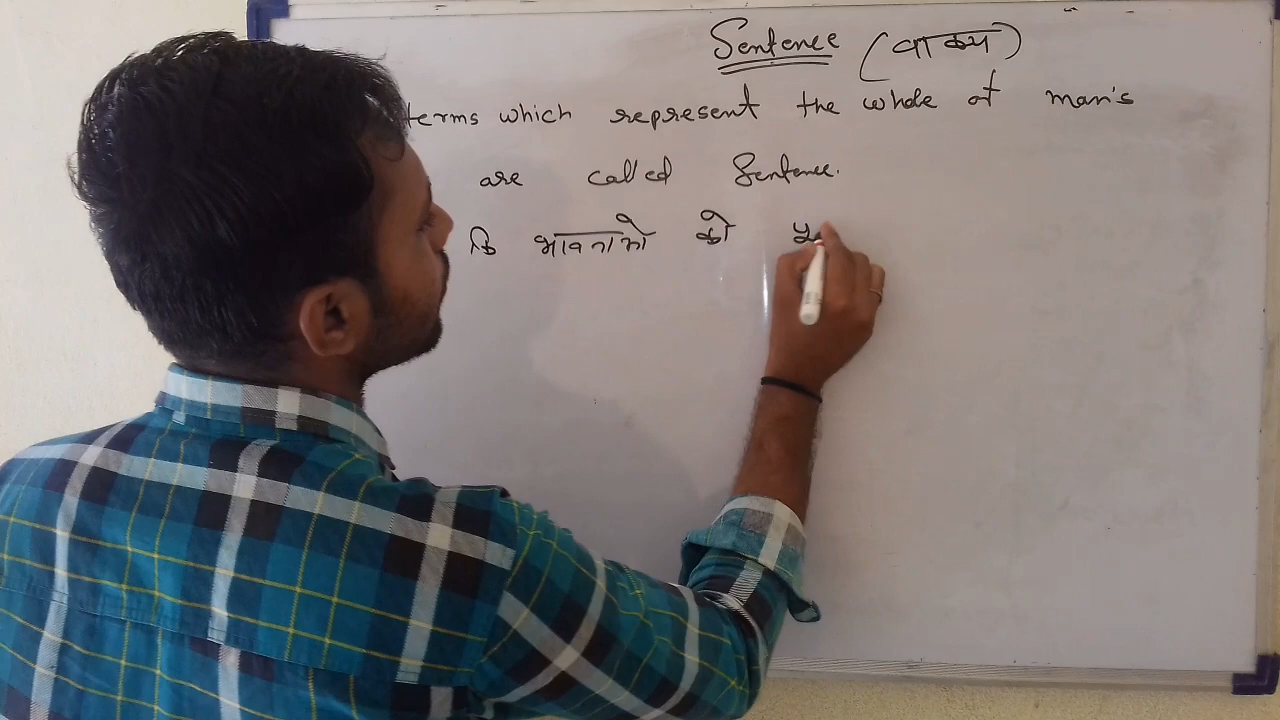 Sentence (वाक्य)
terms which represent the whole of man's
are called Sentence.
कि भावनाओ को